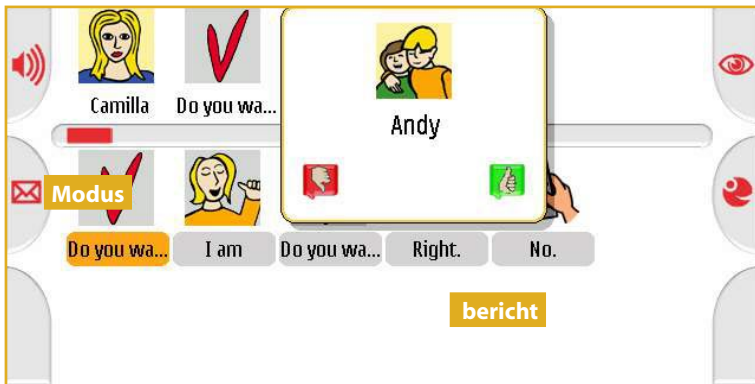 Camilla Do you wa...
Andy
Modus
Do you wa... I am Do you wa... Right. No.
bericht